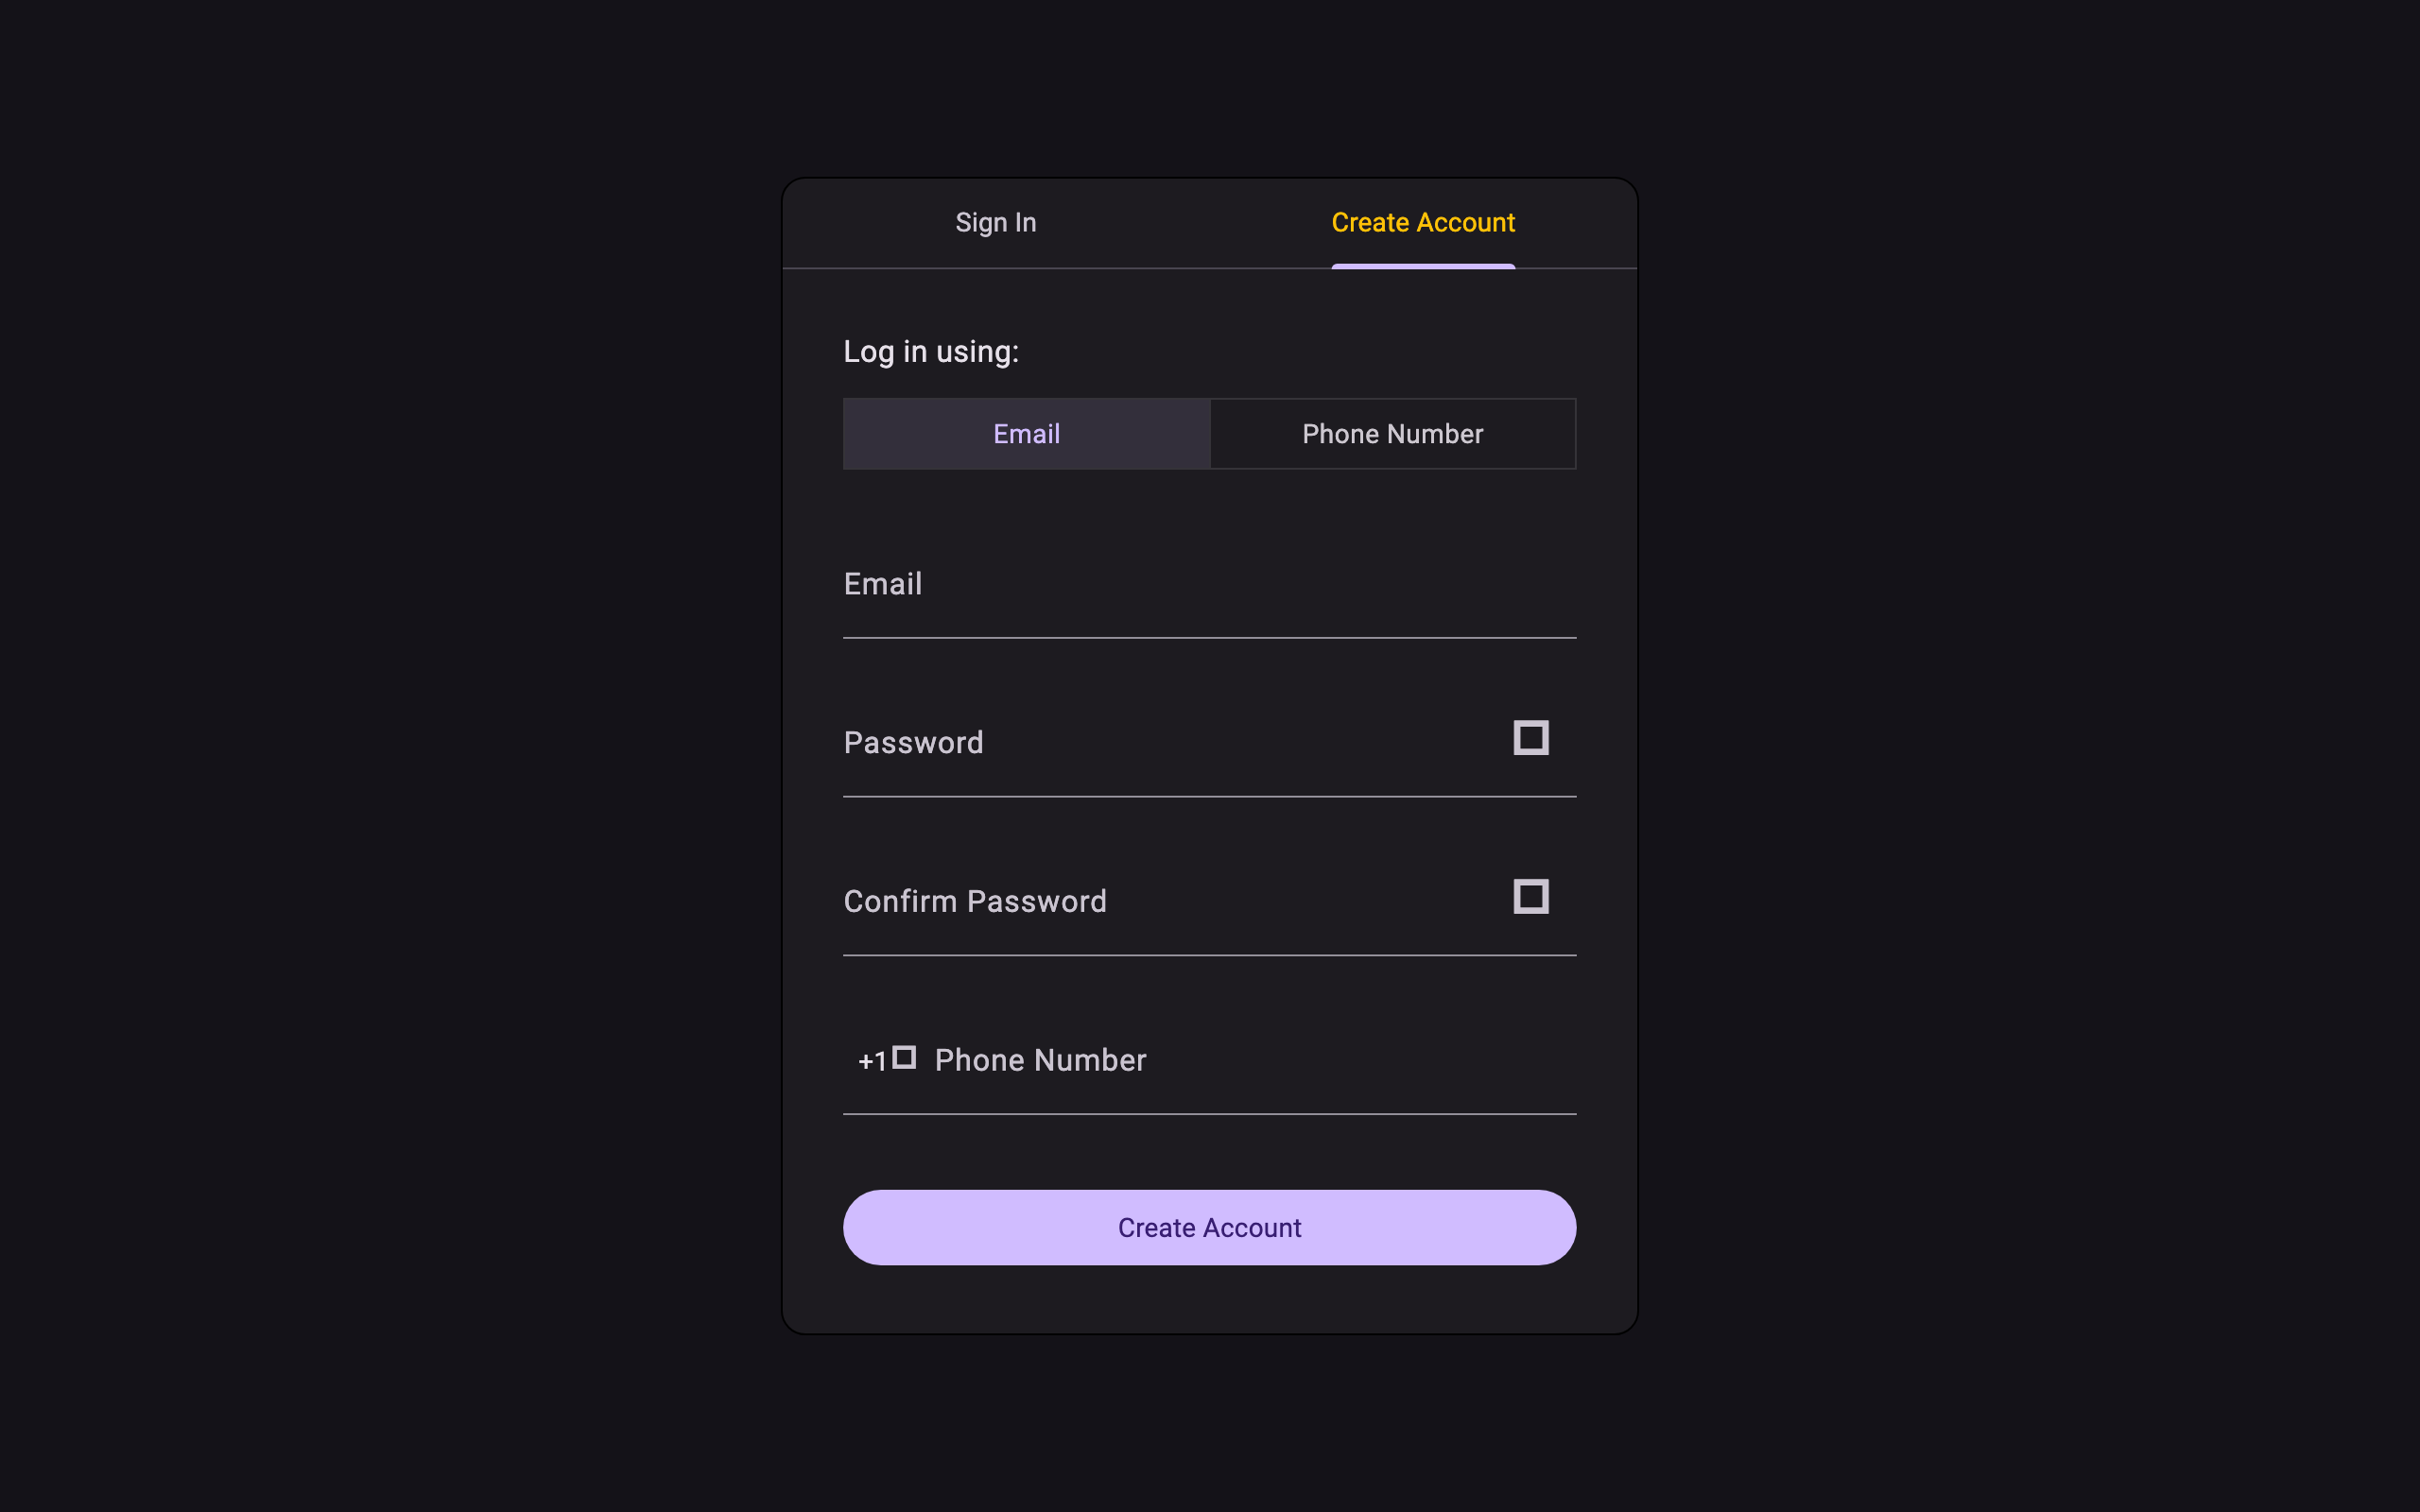 Sign In
Create Account
Log in using:
Email
Phone Number
Email
Password
Confirm Password
+1 Phone Number
Create Account